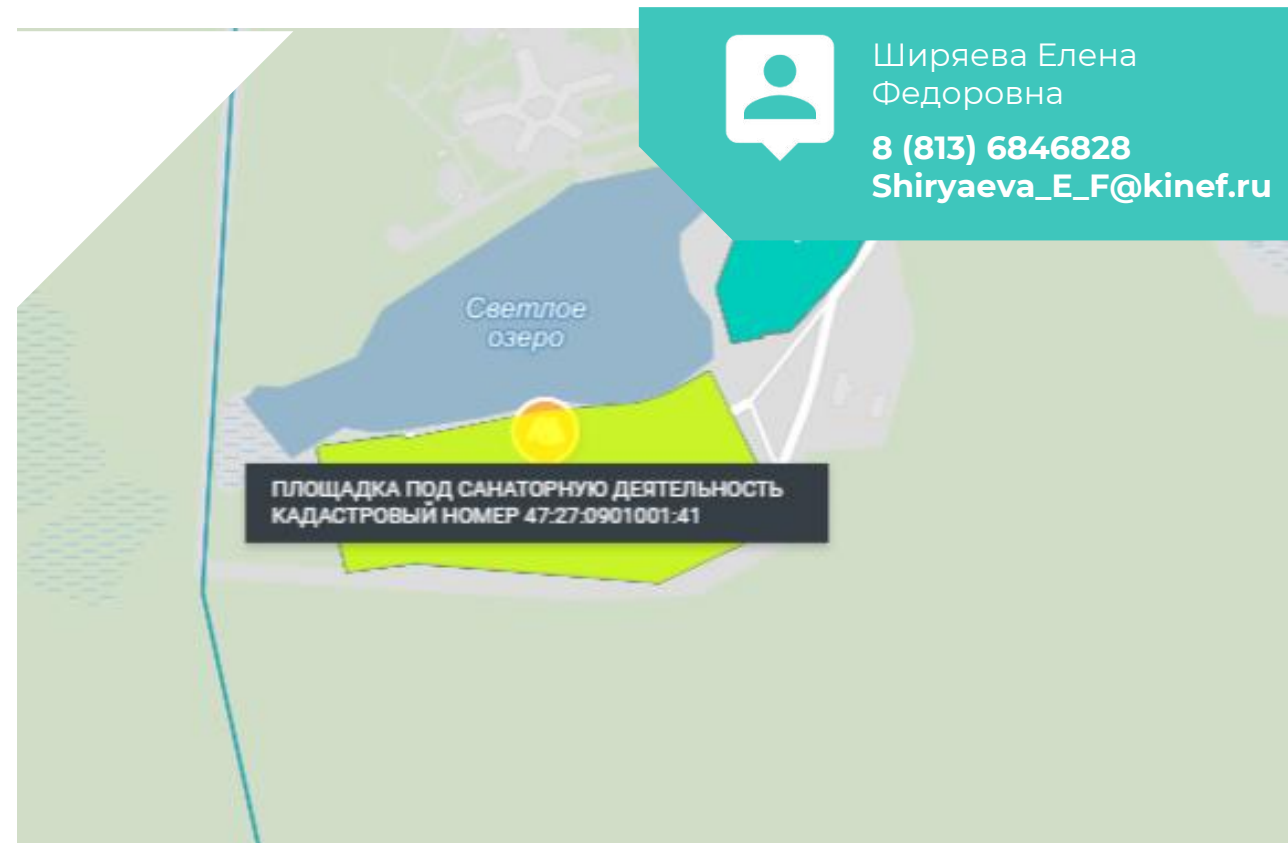 Ширяева Елена
Федоровна
8 (813) 6846828
Shiryaeva_E_F@kinef.ru
Светлое
озеро
ПЛОЩАДКА ПОД САНАТОРНУЮ ДЕЯТЕЛЬНОСТЬ
КАДАСТРОВЫЙ НОМЕР 47:27:0901001:41